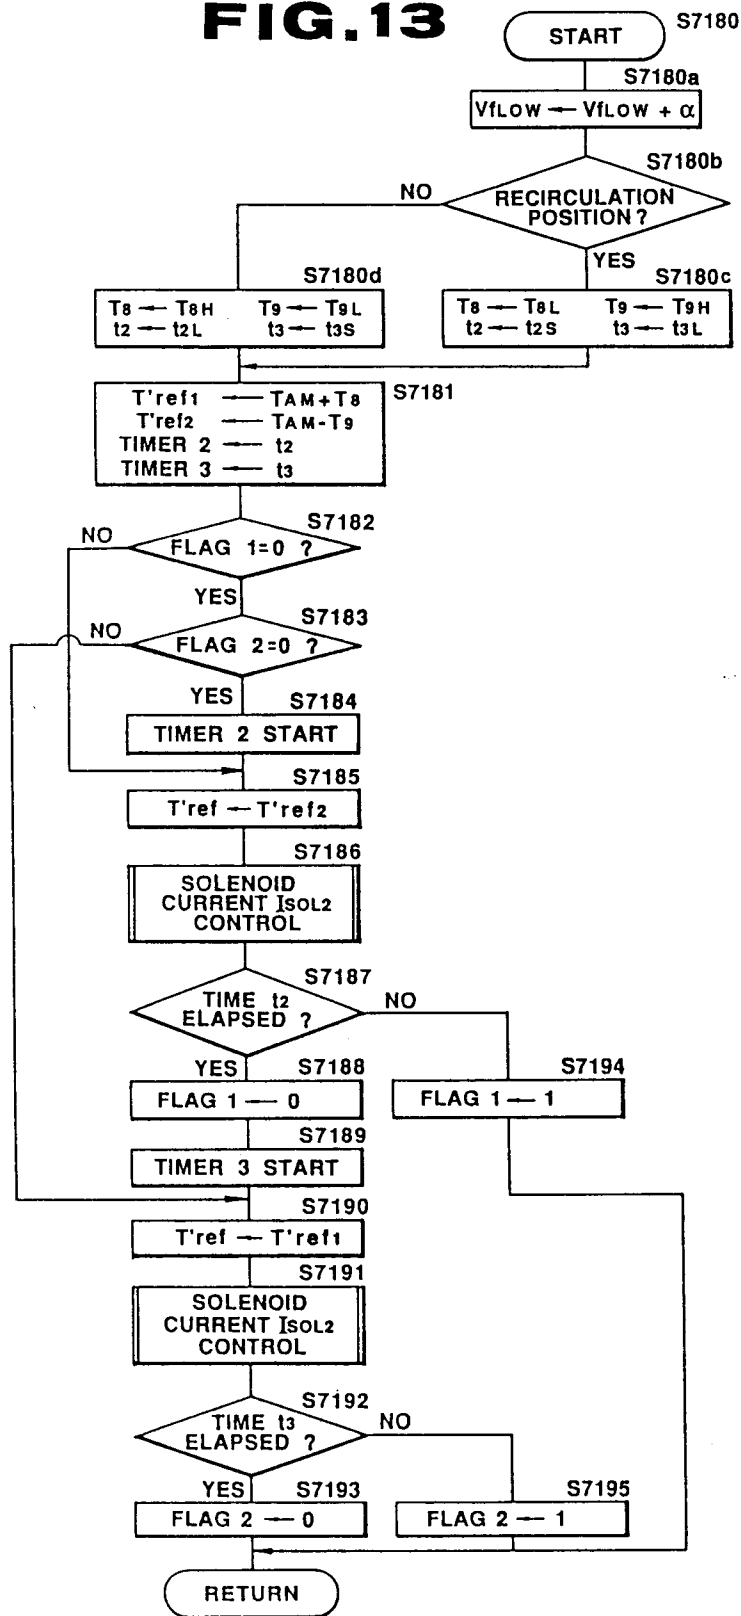 FIG.13
START
S7180
S7180a
VfLOW ← VfLOW + α
S7180b
RECIRCULATION
POSITION ?
NO
YES
S7180d
T8 ← T8H T9 ← T9L
t2 ← t2L t3 ← t3S
S7180c
T8 ← T8L T9 ← T9H
t2 ← t2S t3 ← t3L
S7181
T'ref1 ← TAM+T8
T'ref2 ← TAM-T9
TIMER 2 ← t2
TIMER 3 ← t3
S7182
FLAG 1=0 ?
NO
YES
S7183
FLAG 2=0 ?
NO
YES
S7184
TIMER 2 START
S7185
T'ref ← T'ref2
S7186
SOLENOID
CURRENT ISOL2
CONTROL
S7187
TIME t2
ELAPSED ?
NO
YES
S7188
FLAG 1 ← 0
S7194
FLAG 1 ← 1
S7189
TIMER 3 START
S7190
T'ref ← T'ref1
S7191
SOLENOID
CURRENT ISOL2
CONTROL
S7192
TIME t3
ELAPSED ?
NO
YES
S7193
FLAG 2 ← 0
S7195
FLAG 2 ← 1
RETURN